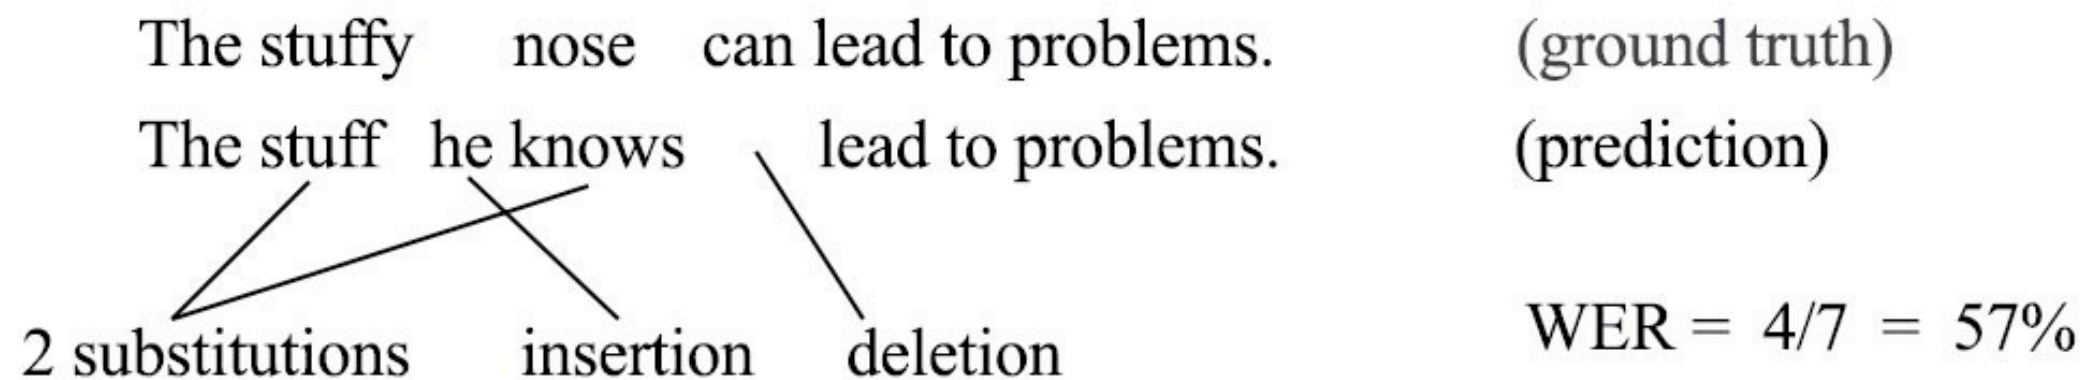 The stuffy nose can lead to problems. (ground truth)
The stuff he knows lead to problems. (prediction)
2 substitutions insertion deletion WER = 4/7 = 57%